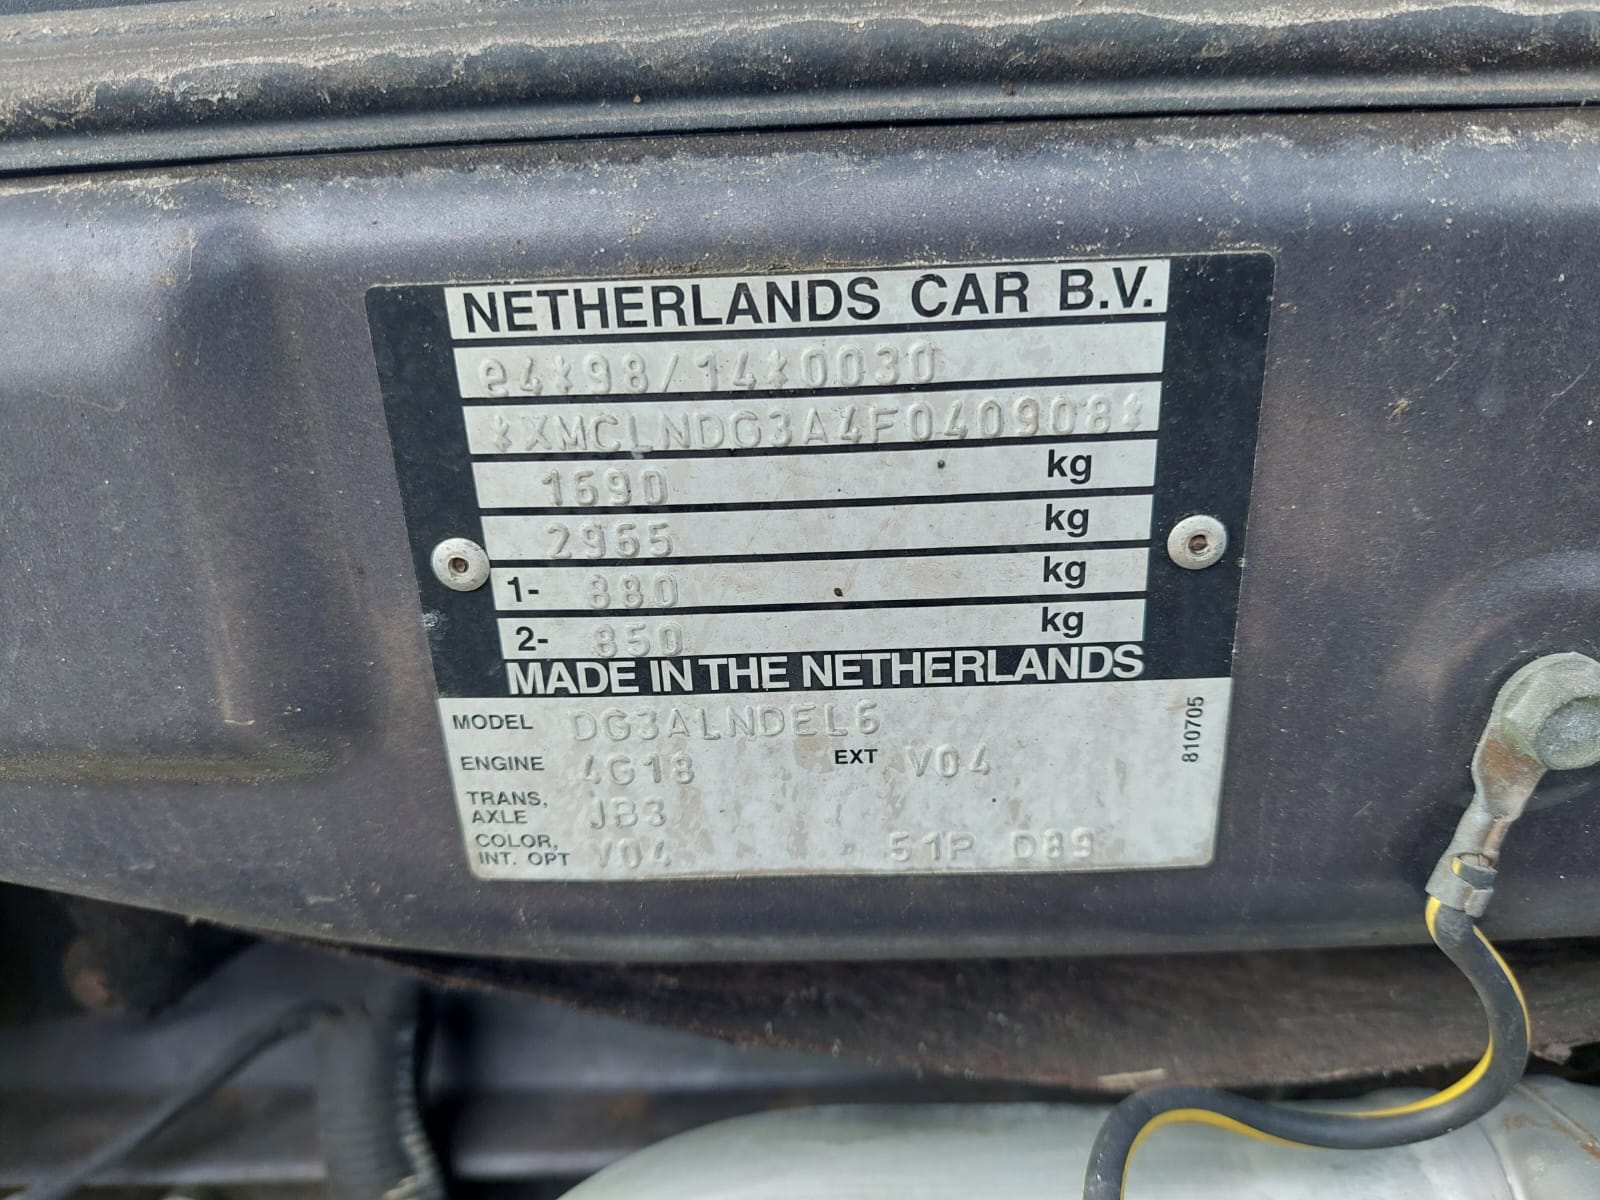 NETHERLANDS CAR B.V.
e4*98/14*0030
*XMCLNDG3A4F040908*
1690 kg
2965 kg
1- 880 kg
2- 850 kg
MADE IN THE NETHERLANDS
MODEL DG3ALNDEL6
ENGINE 4G18 EXT V04
TRANS, AXLE JB3
COLOR, INT. OPT V04 51P D89
810705